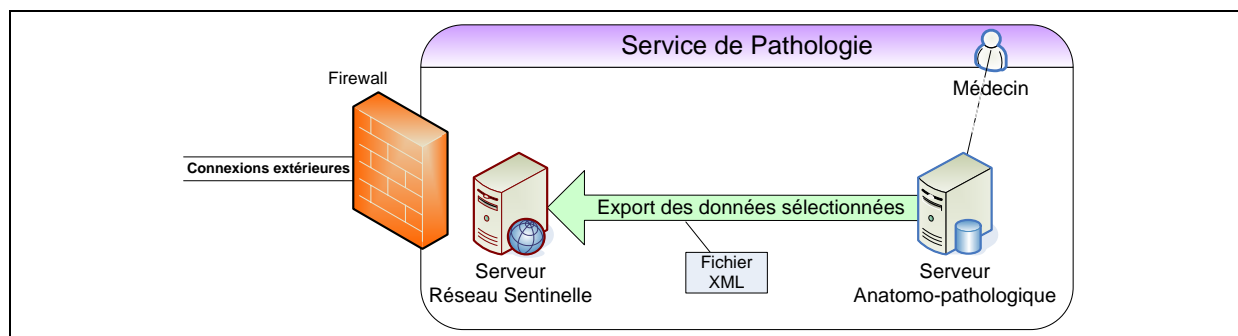 Service de Pathologie
Firewall
Médecin
Connexions extérieures
Export des données sélectionnées
Fichier
XML
Serveur
Réseau Sentinelle
Serveur
Anatomo-pathologique